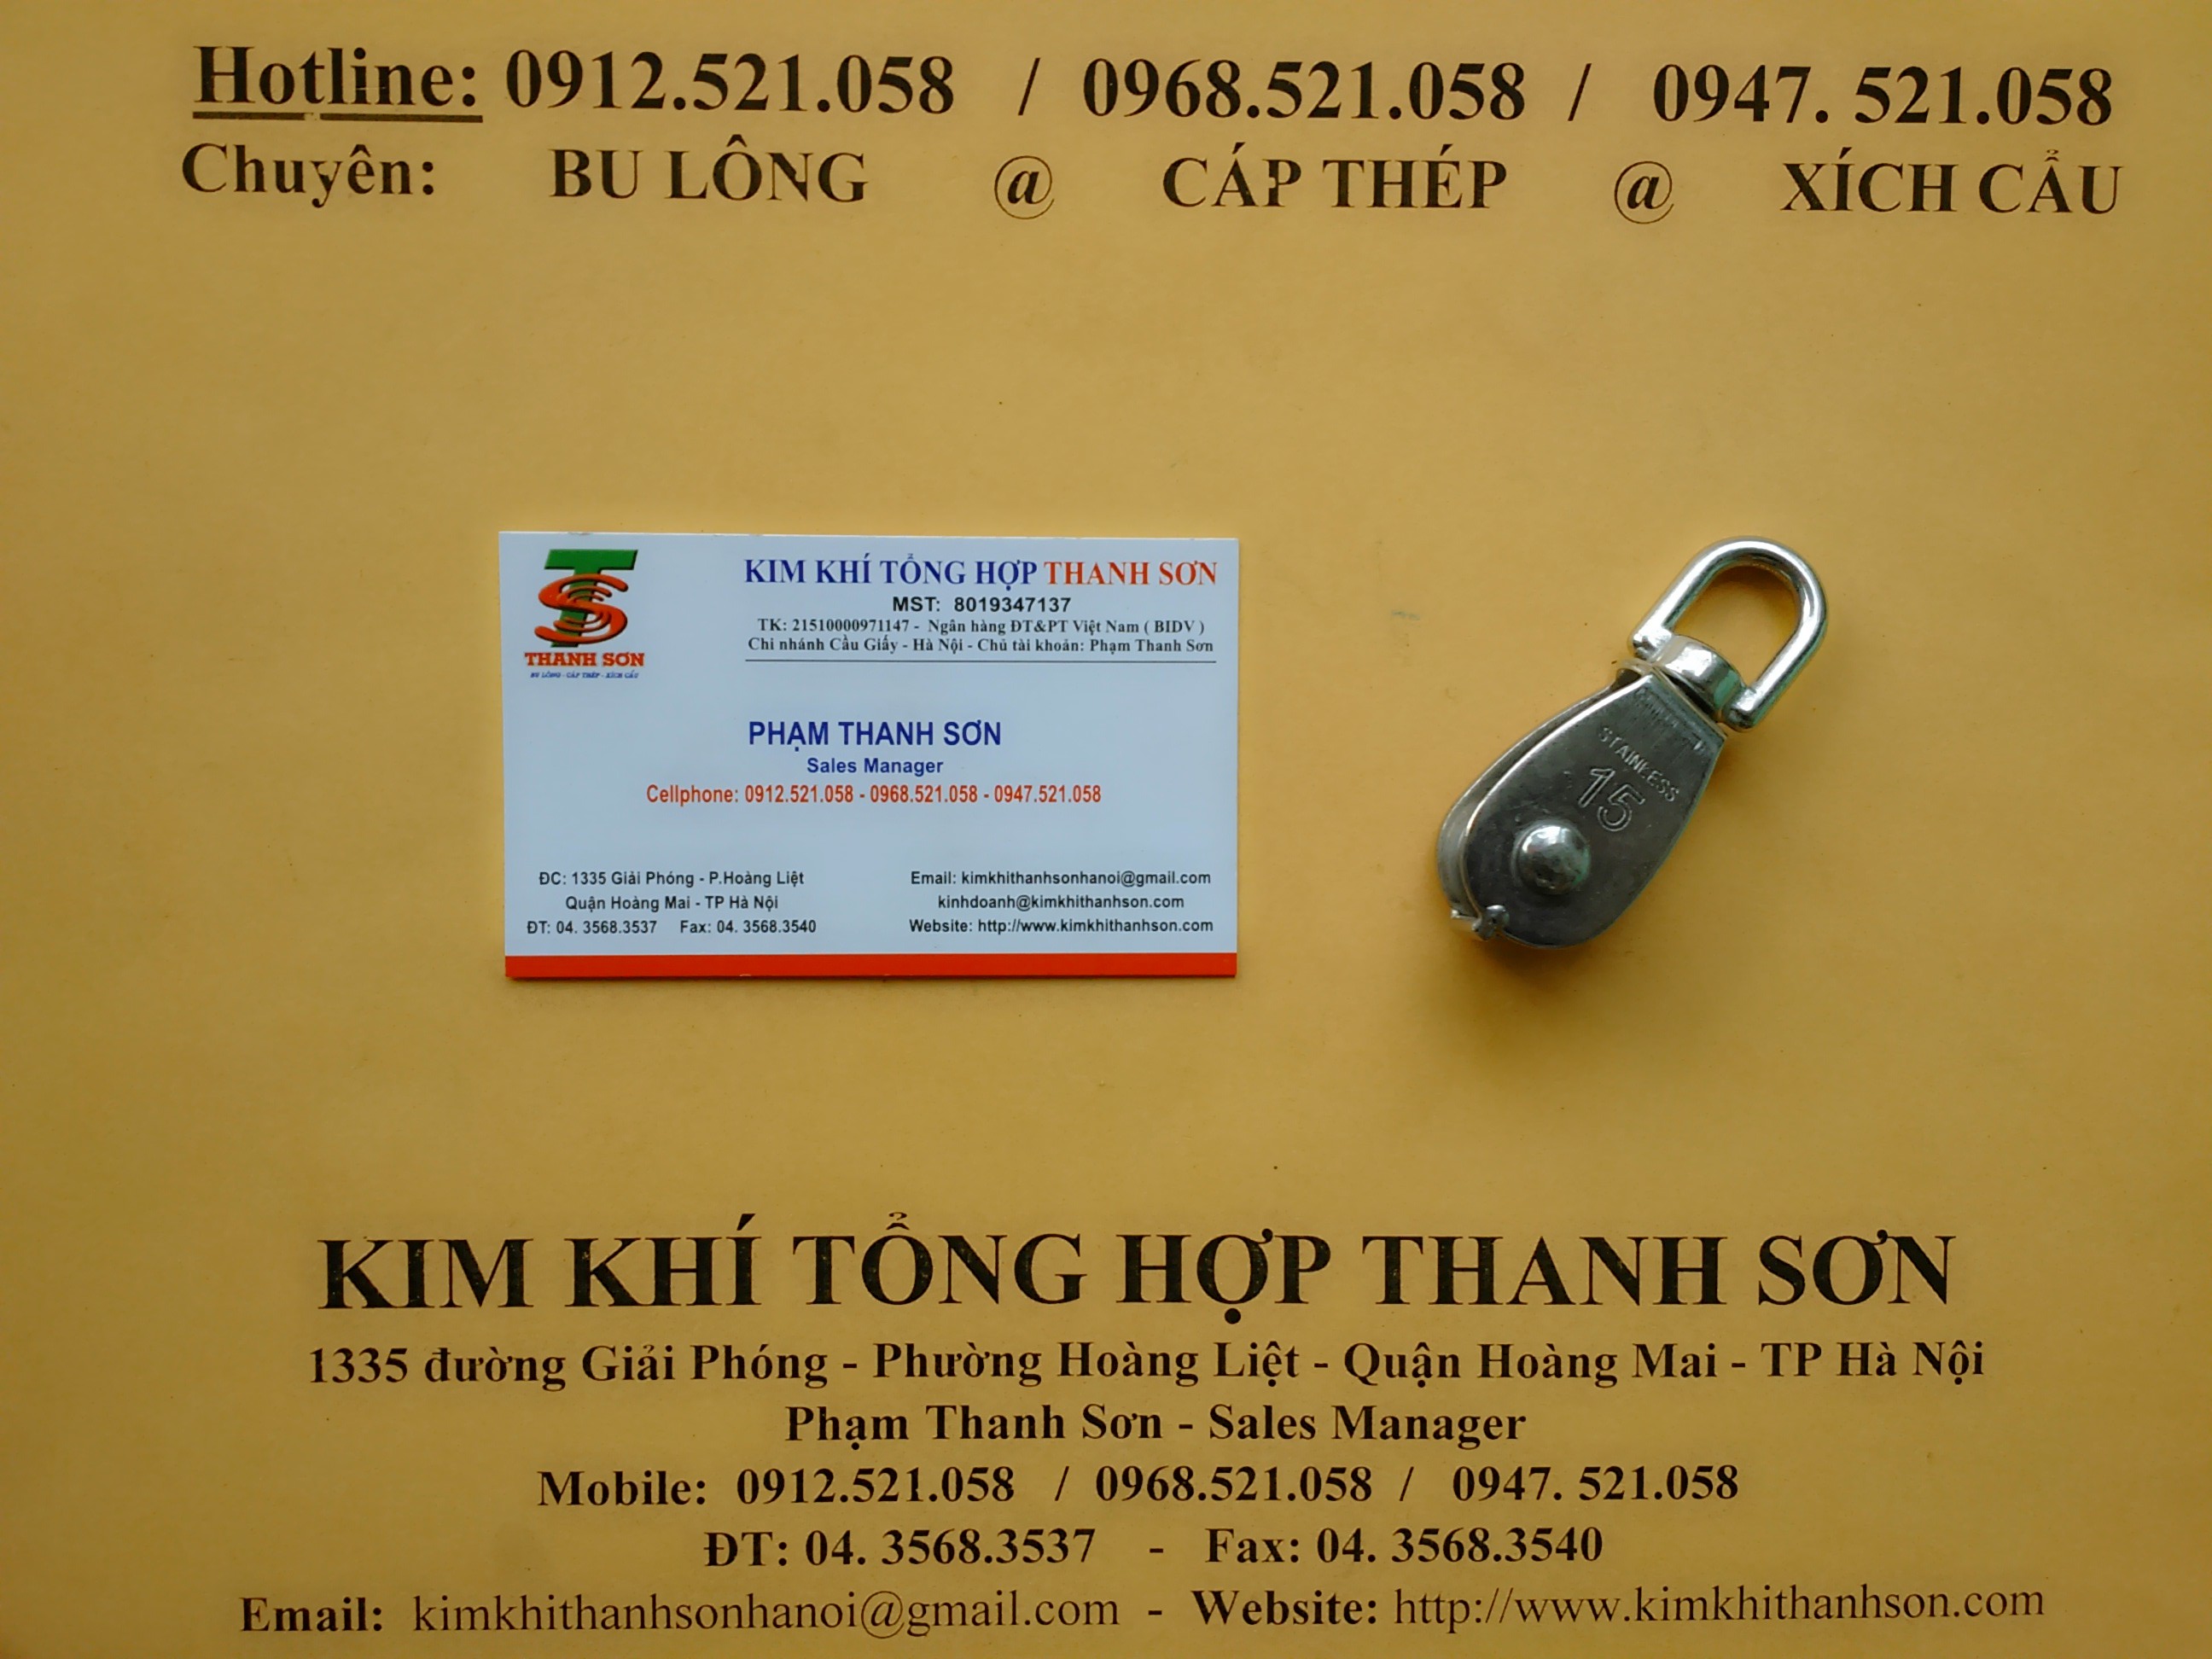 Hotline: 0912.521.058 / 0968.521.058 / 0947. 521.058
Chuyên: BU LÔNG @ CÁP THÉP @ XÍCH CẨU
TS
THANH SƠN
BU LÔNG - CÁP THÉP - XÍCH CẨU
KIM KHÍ TỔNG HỢP THANH SƠN
MST: 8019347137
TK: 21510000971147 - Ngân hàng ĐT&PT Việt Nam ( BIDV )
Chi nhánh Cầu Giấy - Hà Nội - Chủ tài khoản: Phạm Thanh Sơn
PHẠM THANH SƠN
Sales Manager
Cellphone: 0912.521.058 - 0968.521.058 - 0947.521.058
ĐC: 1335 Giải Phóng - P.Hoàng Liệt
Quận Hoàng Mai - TP Hà Nội
ĐT: 04. 3568.3537 Fax: 04. 3568.3540
Email: kimkhithanhsonhanoi@gmail.com
kinhdoanh@kimkhithanhson.com
Website: http://www.kimkhithanhson.com
STAINLESS
15
KIM KHÍ TỔNG HỢP THANH SƠN
1335 đường Giải Phóng - Phường Hoàng Liệt - Quận Hoàng Mai - TP Hà Nội
Phạm Thanh Sơn - Sales Manager
Mobile: 0912.521.058 / 0968.521.058 / 0947. 521.058
ĐT: 04. 3568.3537 - Fax: 04. 3568.3540
Email: kimkhithanhsonhanoi@gmail.com - Website: http://www.kimkhithanhson.com